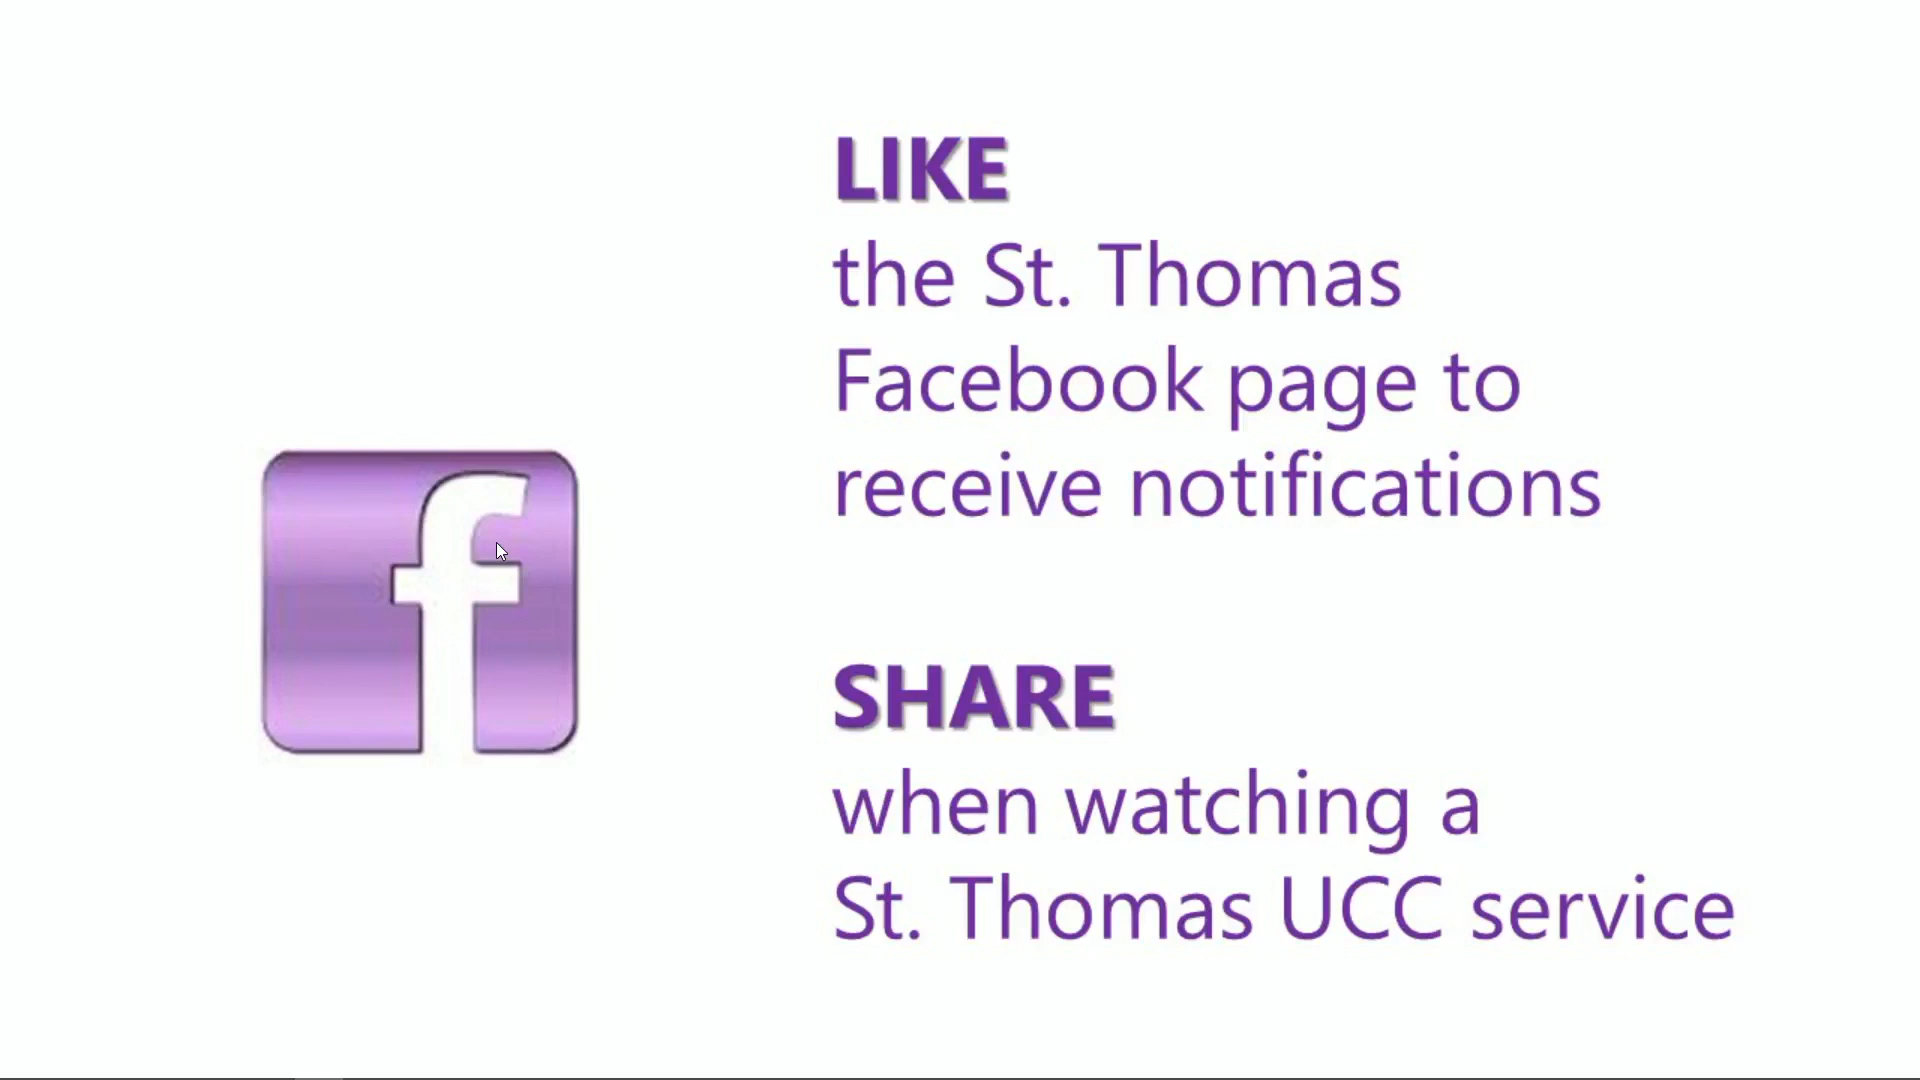 LIKE
the St. Thomas
Facebook page to
receive notifications
SHARE
when watching a
St. Thomas UCC service
f